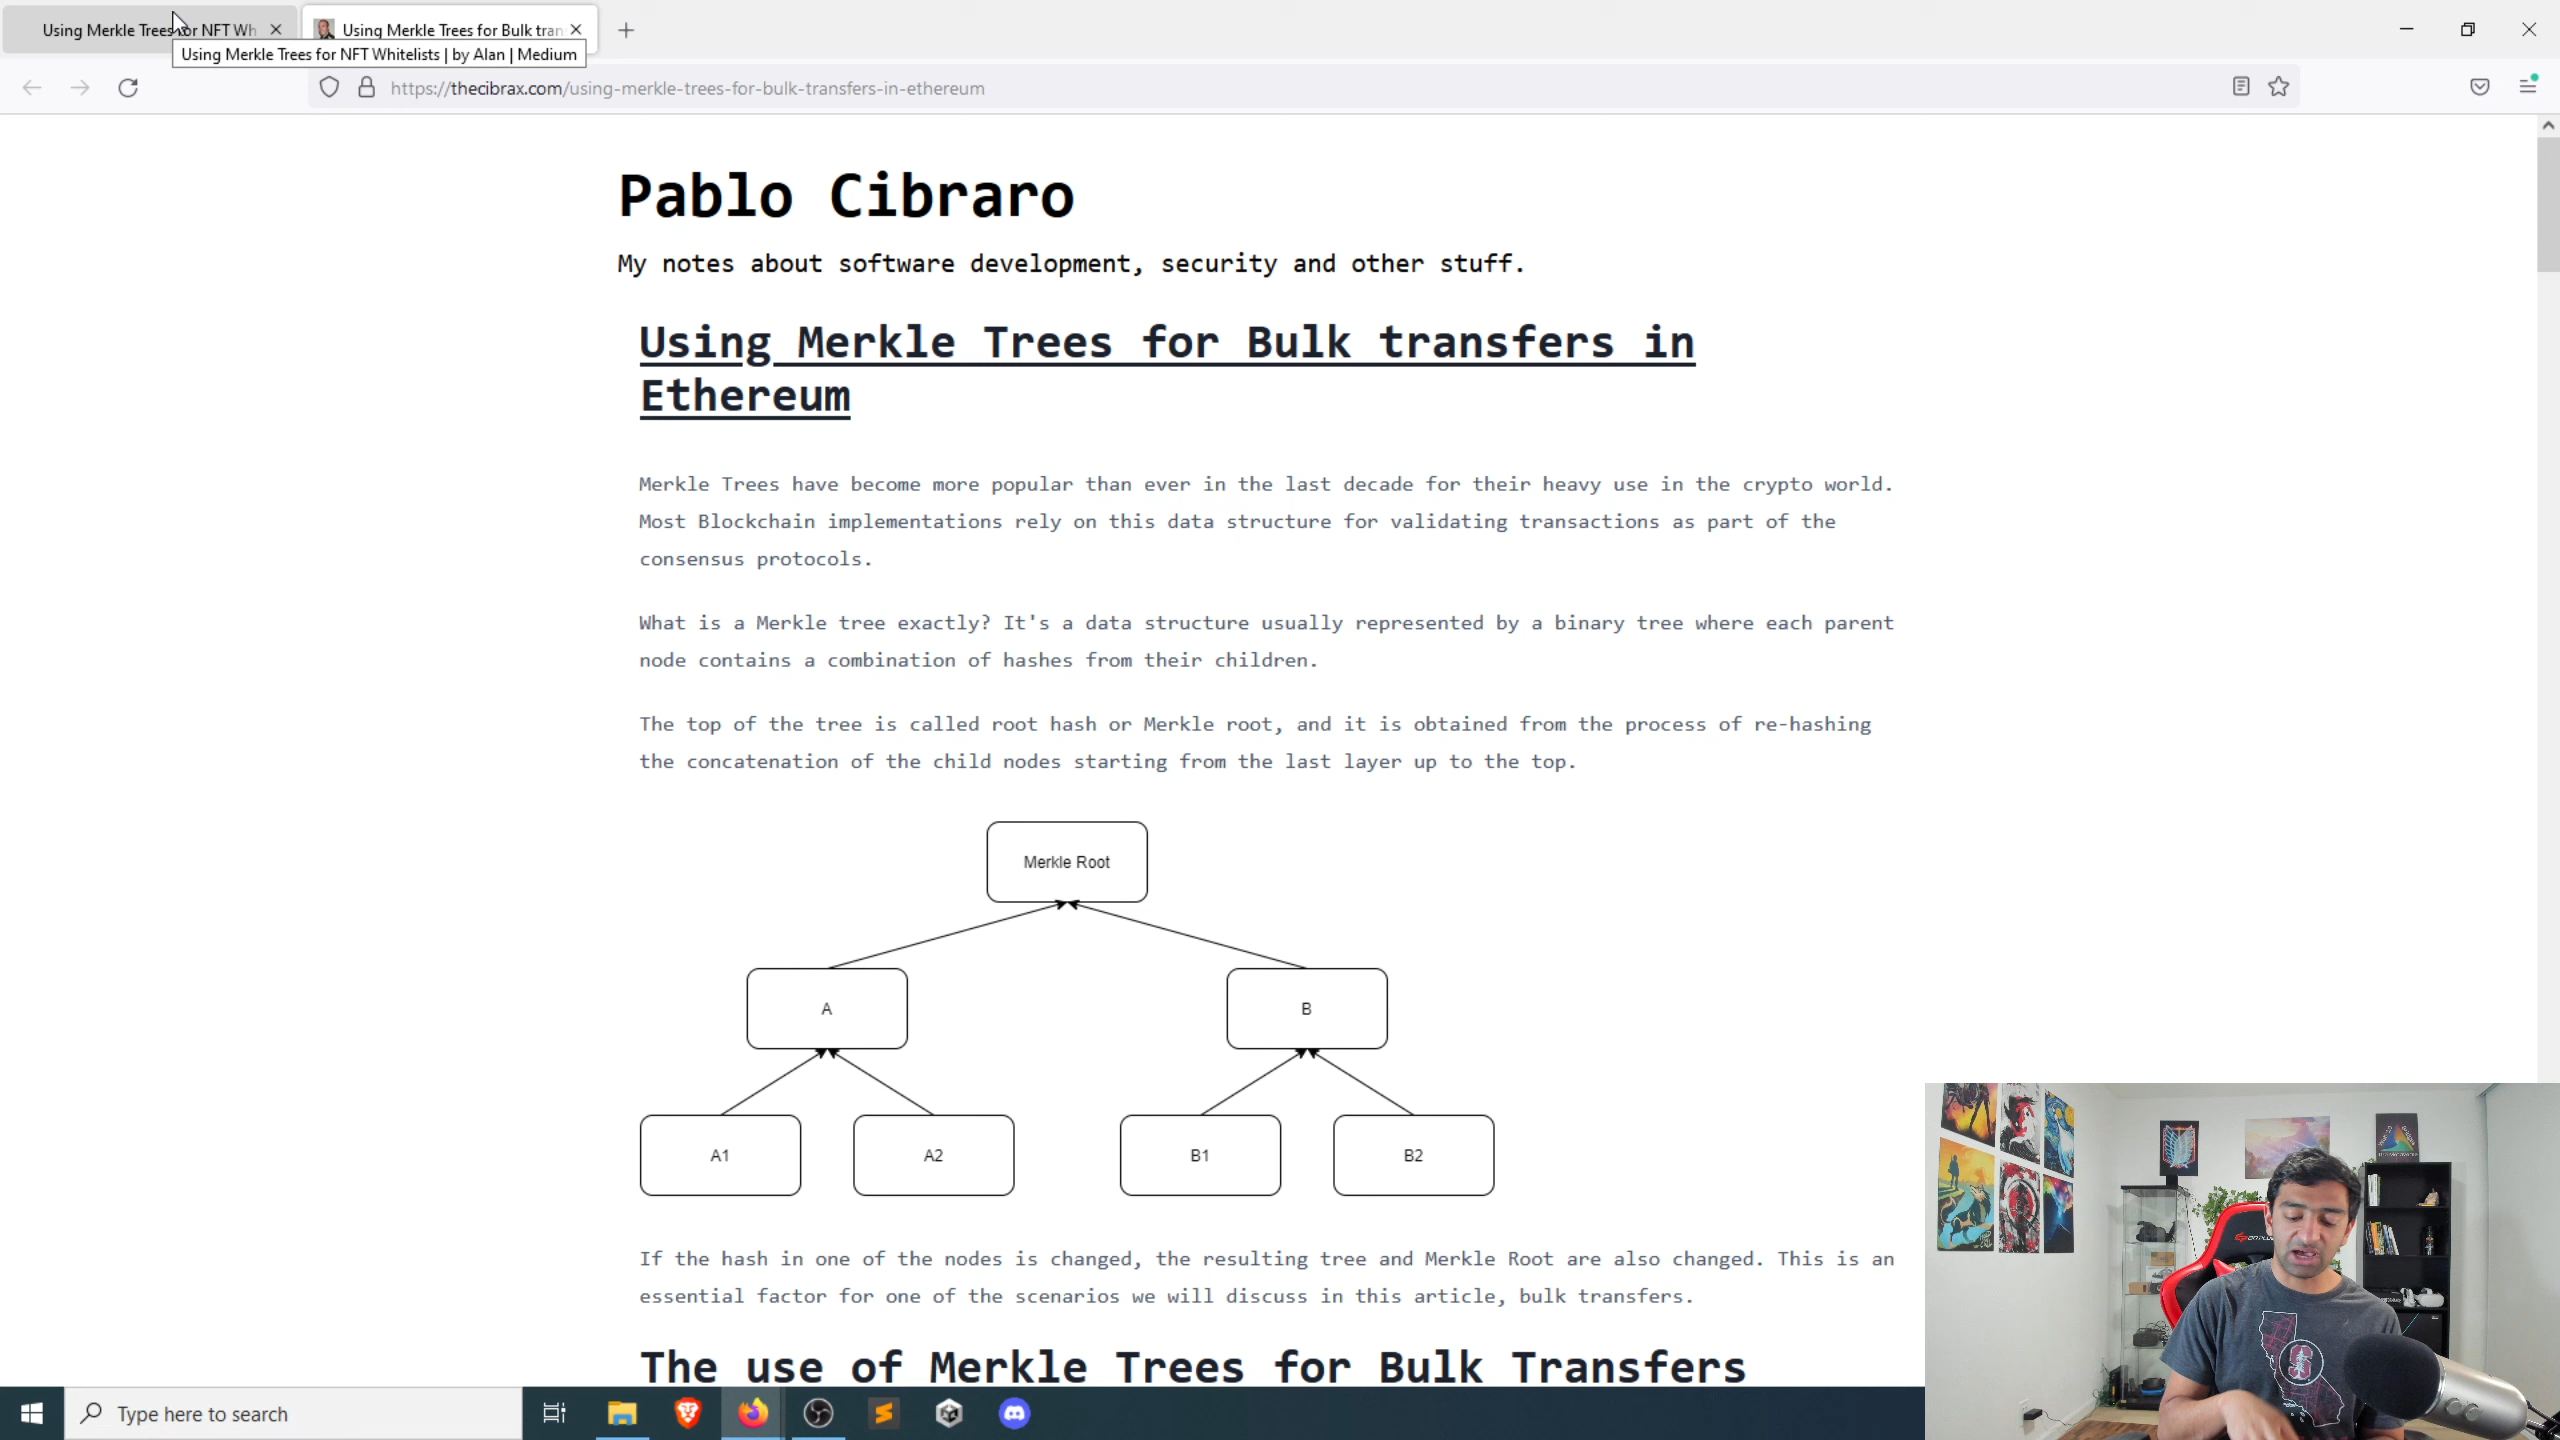 Using Merkle Trees for NFT Wh
Using Merkle Trees for Bulk tran
Using Merkle Trees for NFT Whitelists | by Alan | Medium
https://thecibrax.com/using-merkle-trees-for-bulk-transfers-in-ethereum
Pablo Cibraro
My notes about software development, security and other stuff.
Using Merkle Trees for Bulk transfers in
Ethereum
Merkle Trees have become more popular than ever in the last decade for their heavy use in the crypto world.
Most Blockchain implementations rely on this data structure for validating transactions as part of the
consensus protocols.
What is a Merkle tree exactly? It's a data structure usually represented by a binary tree where each parent
node contains a combination of hashes from their children.
The top of the tree is called root hash or Merkle root, and it is obtained from the process of re-hashing
the concatenation of the child nodes starting from the last layer up to the top.
Merkle Root
A
B
A1
A2
B1
B2
If the hash in one of the nodes is changed, the resulting tree and Merkle Root are also changed. This is an
essential factor for one of the scenarios we will discuss in this article, bulk transfers.
The use of Merkle Trees for Bulk Transfers
Type here to search